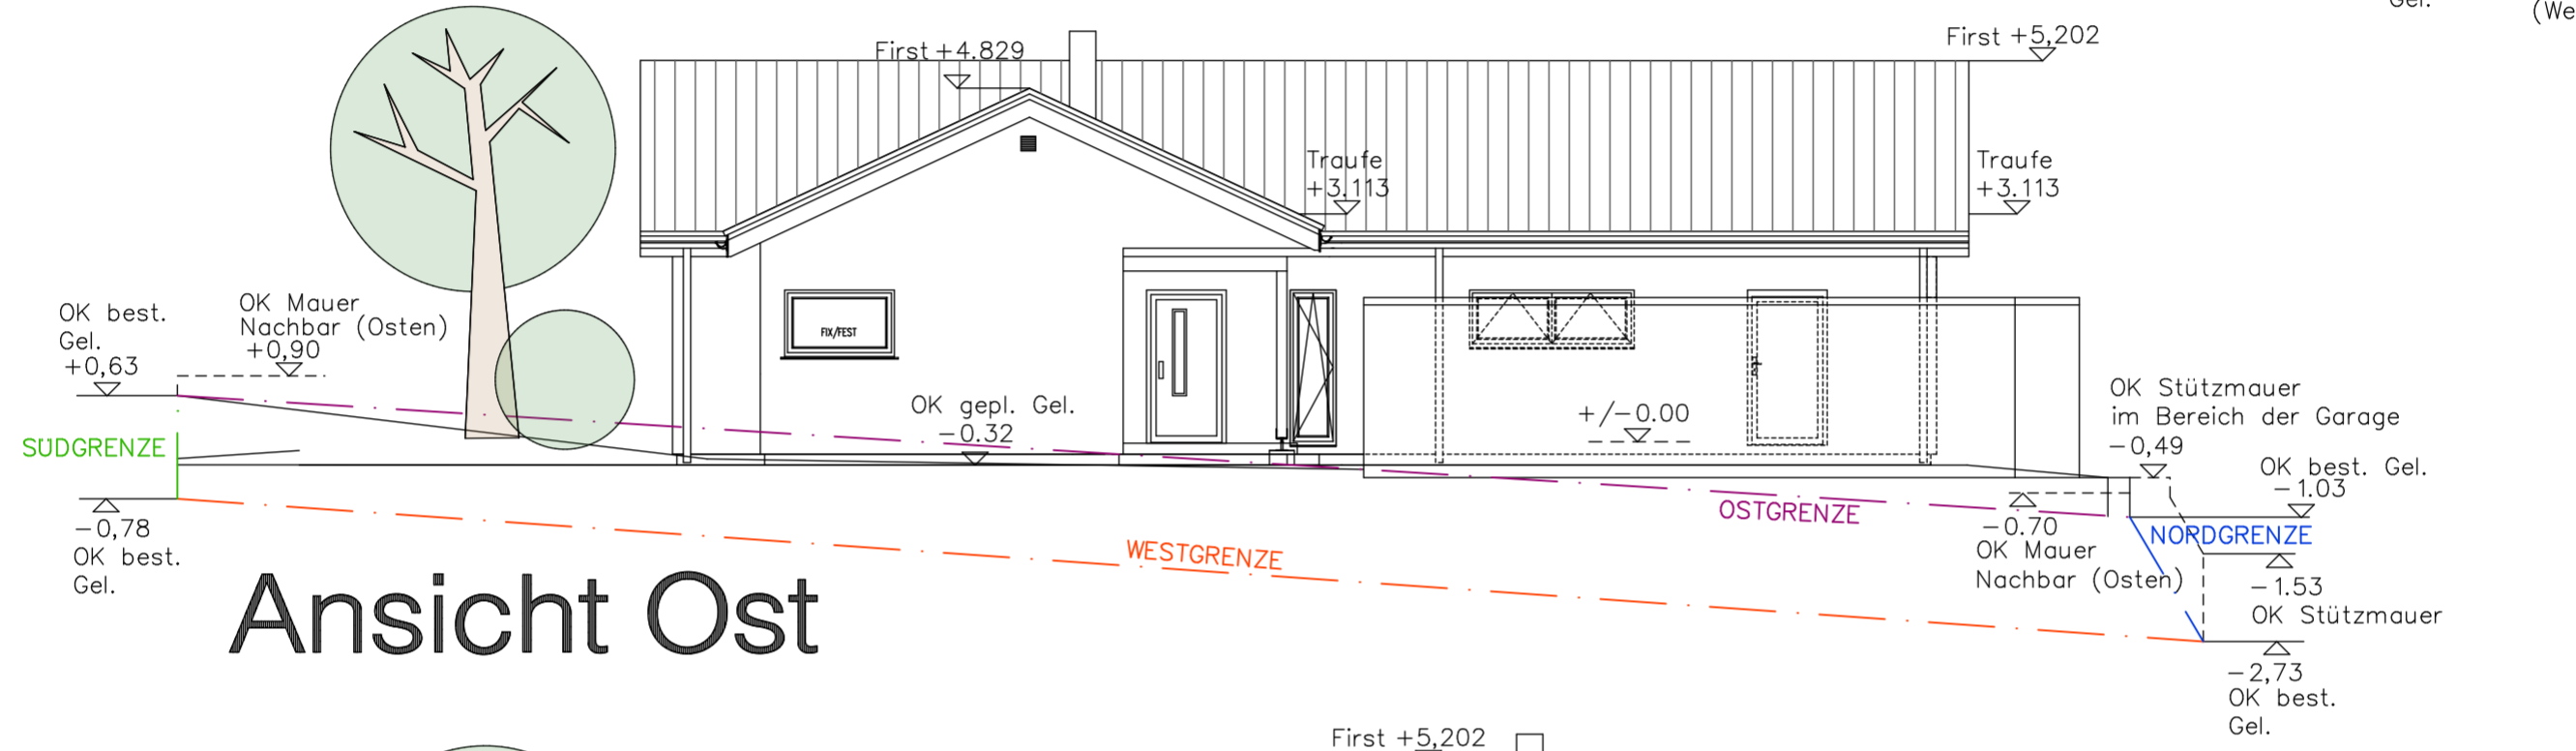 Gel.
(We
First +4.829
First +5,202
Traufe
+3.113
Traufe
+3.113
OK best.
Gel.
+0,63
OK Mauer
Nachbar (Osten)
+0,90
FIX/FEST
OK gepl. Gel.
-0.32
+/-0.00
OK Stützmauer
im Bereich der Garage
-0,49
SÜDGRENZE
OK best. Gel.
-1.03
OSTGRENZE
-0.70
OK Mauer
Nachbar (Osten)
NORDGRENZE
-0,78
OK best.
Gel.
WESTGRENZE
-1.53
OK Stützmauer
Ansicht Ost
-2,73
OK best.
Gel.
First +5,202